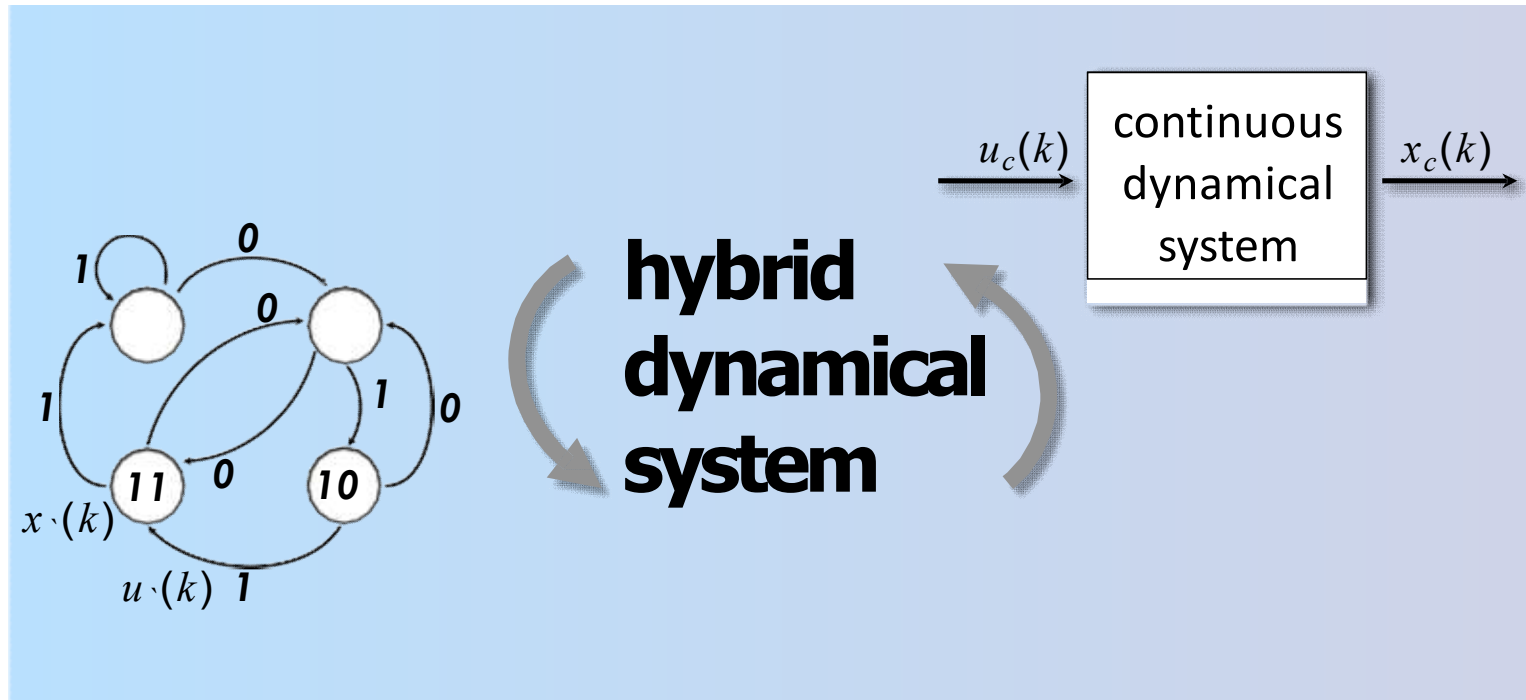 1
0
0
1
1
0
11
0
10
x`(k)
u`(k) 1
hybrid
dynamical
system
u_c(k)
continuous
dynamical
system
x_c(k)